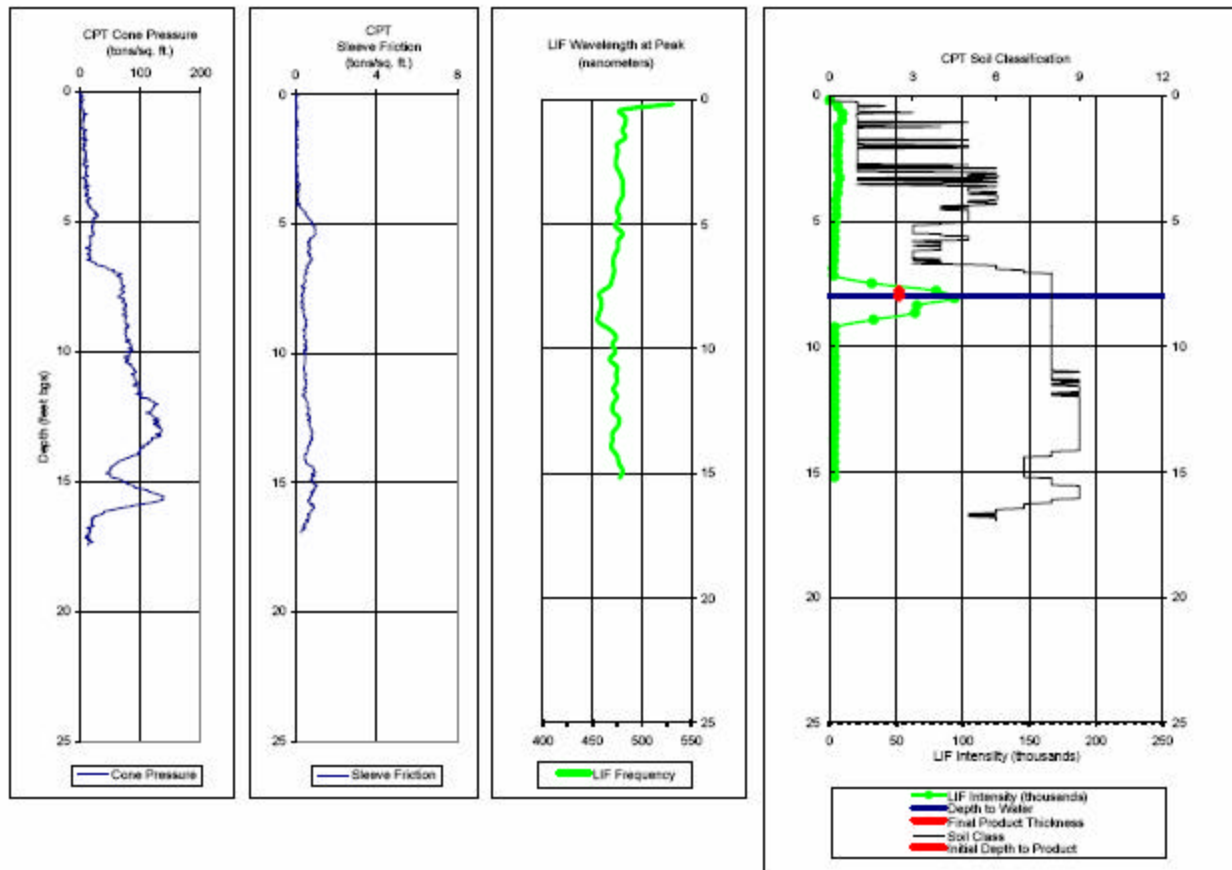 CPT Cone Pressure
(tons/sq. ft.)
0 100 200
0
5
10
15
20
25
Depth (feet bgs)
Cone Pressure
CPT
Sleeve Friction
(tons/sq. ft.)
0 4 8
0
5
10
15
20
25
Sleeve Friction
LIF Wavelength at Peak
(nanometers)
0
5
10
15
20
25
400 450 500 550
LIF Frequency
CPT Soil Classification
0 3 6 9 12
0 0
5 5
10 10
15 15
20 20
25 25
0 50 100 150 200 250
LIF Intensity (thousands)
LIF Intensity (thousands)
Depth to Water
Final Product Thickness
Soil Class
Initial Depth to Product